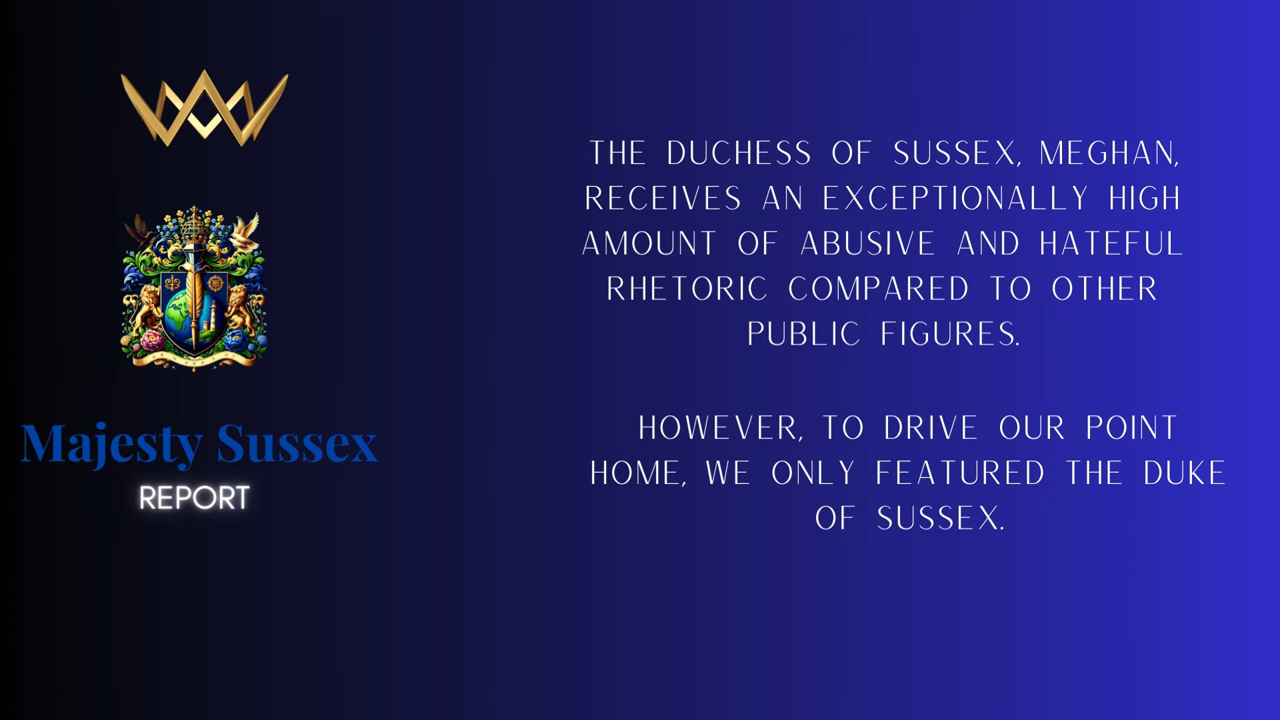 Majesty Sussex
REPORT
THE DUCHESS OF SUSSEX, MEGHAN,
RECEIVES AN EXCEPTIONALLY HIGH
AMOUNT OF ABUSIVE AND HATEFUL
RHETORIC COMPARED TO OTHER
PUBLIC FIGURES.
HOWEVER, TO DRIVE OUR POINT
HOME, WE ONLY FEATURED THE DUKE
OF SUSSEX.